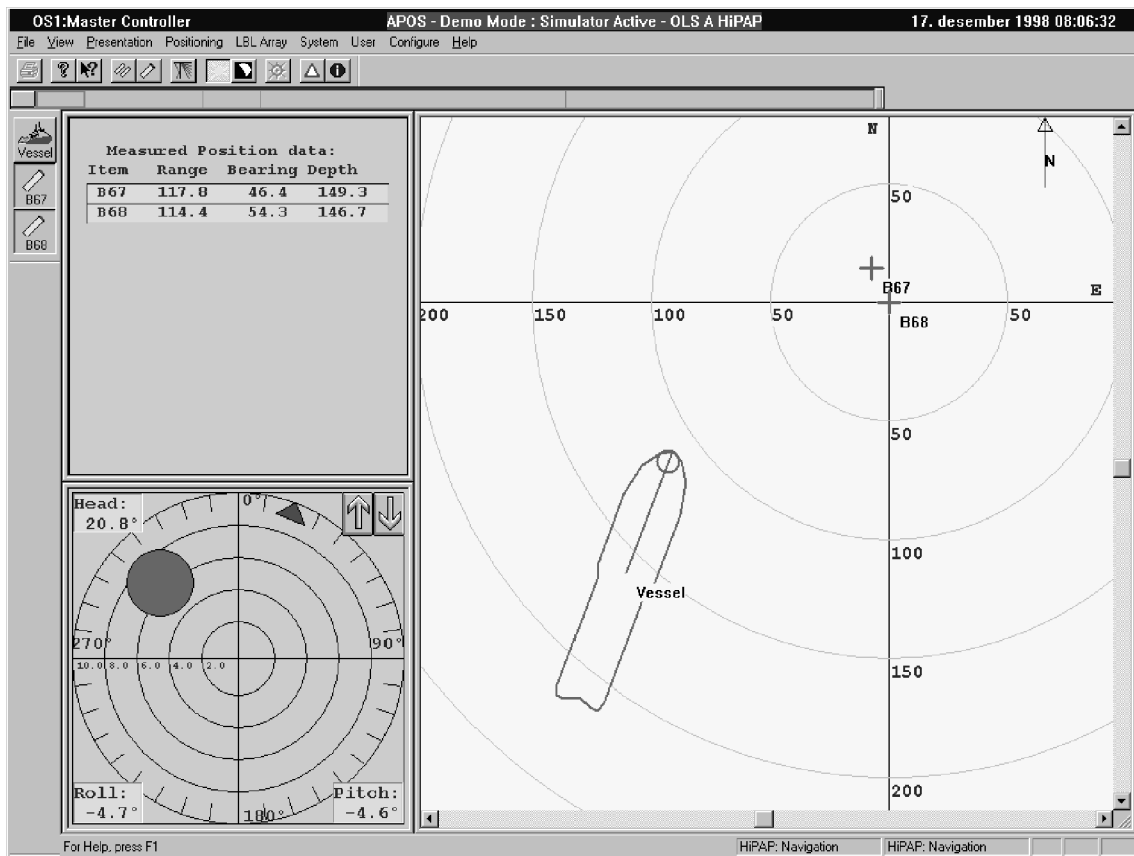 OS1:Master Controller APOS - Demo Mode : Simulator Active - OLS A HiPAP 17. desember 1998 08:06:32
File View Presentation Positioning LBL Array System User Configure Help
Vessel
B67
B68
Measured Position data:
Item Range Bearing Depth
B67 117.8 46.4 149.3
B68 114.4 54.3 146.7
N
N
50
B67
E
200 150 100 50 50
B68
50
100
Vessel
150
200
Head:
20.8°
0°
270° 90°
10.0 8.0 6.0 4.0 2.0
Roll: Pitch:
-4.7° 180° -4.6°
For Help, press F1 HiPAP: Navigation HiPAP: Navigation